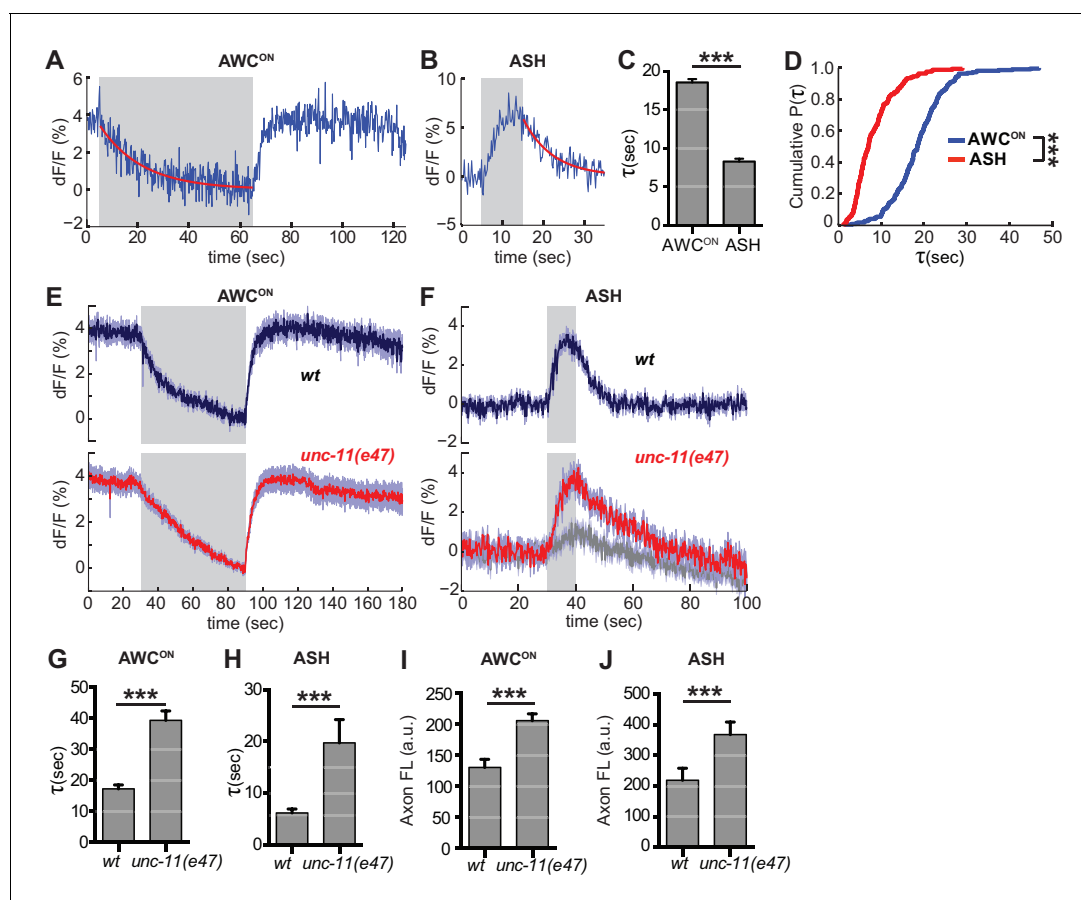 A
AWC^ON
dF/F (%)
6
4
2
0
−2
0 20 40 60 80 100 120
time (sec)
B
ASH
dF/F (%)
10
5
0
−5
0 10 20 30
time (sec)
C
***
τ(sec)
20
15
10
5
0
AWC^ON ASH
D
Cumulative P(τ)
1.0
0.8
0.6
0.4
0.2
0
AWC^ON
ASH
***
0 10 20 30 40 50
τ(sec)
E
AWC^ON
dF/F (%)
4
2
0
wt
unc-11(e47)
dF/F (%)
4
2
0
0 20 40 60 80 100 120 140 160 180
time (sec)
F
ASH
dF/F (%)
4
2
0
−2
wt
unc-11(e47)
dF/F (%)
4
2
0
−2
0 20 40 60 80 100
time (sec)
G
AWC^ON
***
τ(sec)
50
40
30
20
10
0
wt unc-11(e47)
H
ASH
***
τ(sec)
30
20
10
0
wt unc-11(e47)
I
AWC^ON
***
Axon FL (a.u.)
250
200
150
100
50
0
wt unc-11(e47)
J
ASH
***
Axon FL (a.u.)
500
400
300
200
100
0
wt unc-11(e47)